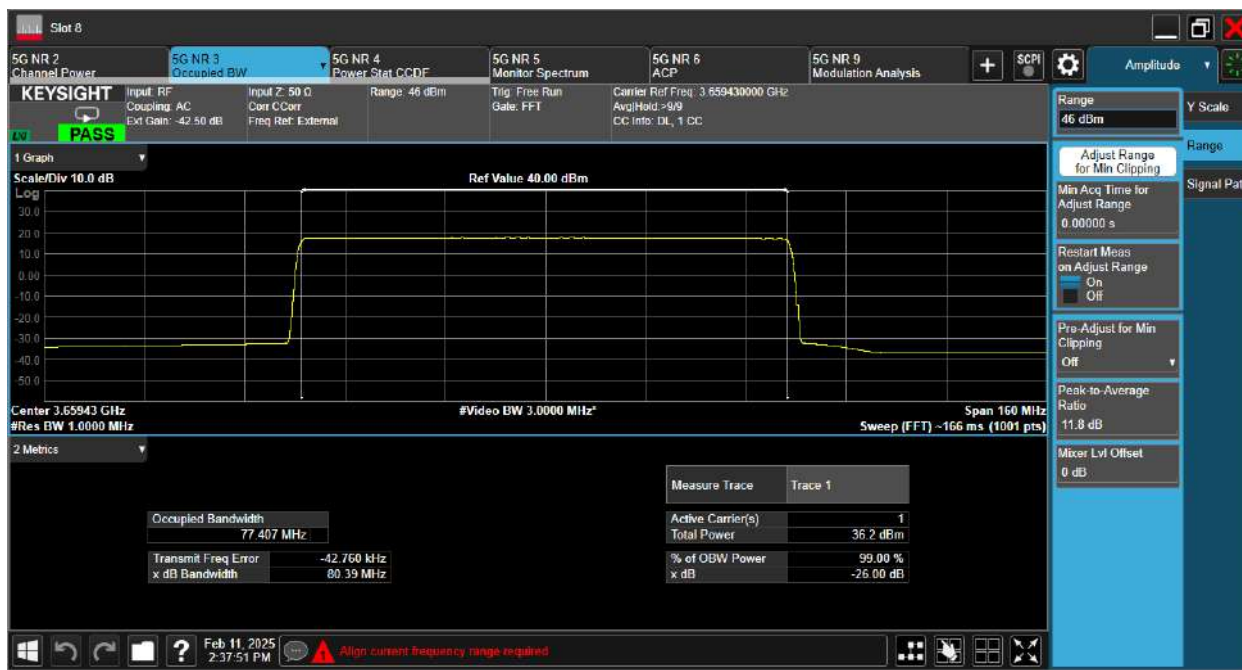 Slot 8
5G NR 2
Channel Power
5G NR 3
Occupied BW
5G NR 4
Power Stat CCDF
5G NR 5
Monitor Spectrum
5G NR 6
ACP
5G NR 9
Modulation Analysis
+
SCPI
Amplitude
KEYSIGHT
PASS
Input: RF
Coupling: AC
Ext Gain: -42.50 dB
Input Z: 50 Ω
Corr CCorr
Freq Ref: External
Range: 46 dBm
Trig: Free Run
Gate: FFT
Carrier Ref Freq: 3.659430000 GHz
Avg|Hold:>9/9
CC Info: DL, 1 CC
1 Graph
Scale/Div 10.0 dB
Ref Value 40.00 dBm
Log
30.0
20.0
10.0
0.00
-10.0
-20.0
-30.0
-40.0
-50.0
Center 3.65943 GHz
#Video BW 3.0000 MHz*
Span 160 MHz
#Res BW 1.0000 MHz
Sweep (FFT) ~166 ms (1001 pts)
2 Metrics
Measure Trace Trace 1
Occupied Bandwidth
77.407 MHz
Transmit Freq Error -42.760 kHz
x dB Bandwidth 80.39 MHz
Active Carrier(s) 1
Total Power 36.2 dBm
% of OBW Power 99.00 %
x dB -26.00 dB
Range
46 dBm
Adjust Range
for Min Clipping
Min Acq Time for
Adjust Range
0.00000 s
Restart Meas
on Adjust Range
On
Off
Pre-Adjust for Min
Clipping
Off
Peak-to-Average
Ratio
11.8 dB
Mixer Lvl Offset
0 dB
Y Scale
Range
Signal Pat
?
Feb 11, 2025
2:37:51 PM
Align current frequency range required